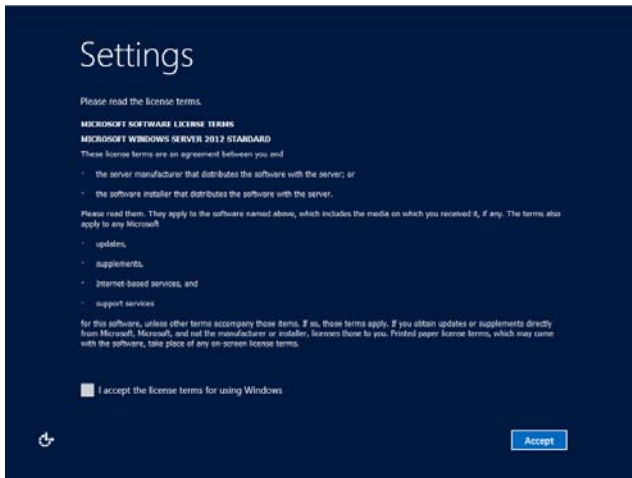 Settings
Please read the license terms.
MICROSOFT SOFTWARE LICENSE TERMS
MICROSOFT WINDOWS SERVER 2012 STANDARD
These license terms are an agreement between you and
· the server manufacturer that distributes the software with the server; or
· the software installer that distributes the software with the server.
Please read them. They apply to the software named above, which includes the media on which you received it, if any. The terms also
apply to any Microsoft
· updates,
· supplements,
· Internet-based services, and
· support services
for this software, unless other terms accompany those items. If so, those terms apply. If you obtain updates or supplements directly
from Microsoft, Microsoft, and not the manufacturer or installer, licenses those to you. Printed paper license terms, which may come
with the software, take place of any on-screen license terms.
I accept the license terms for using Windows
Accept